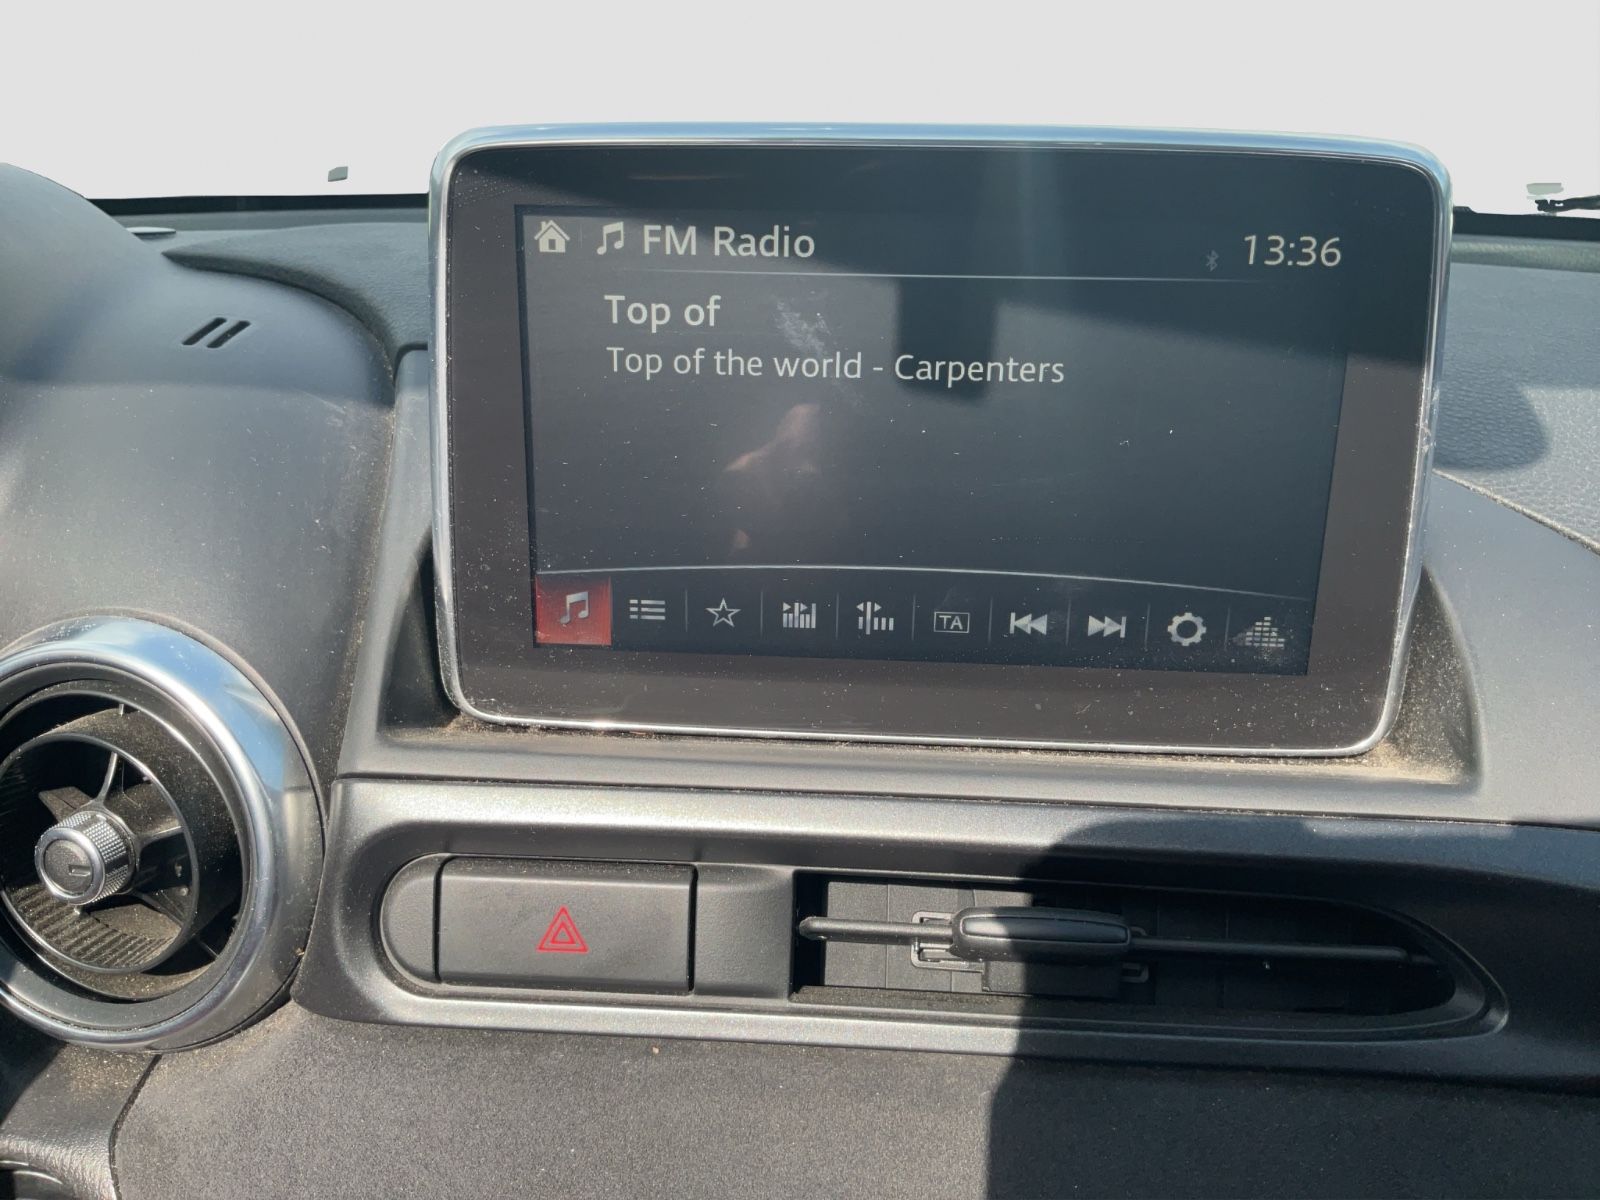 FM Radio
13:36
Top of
Top of the world - Carpenters
TA